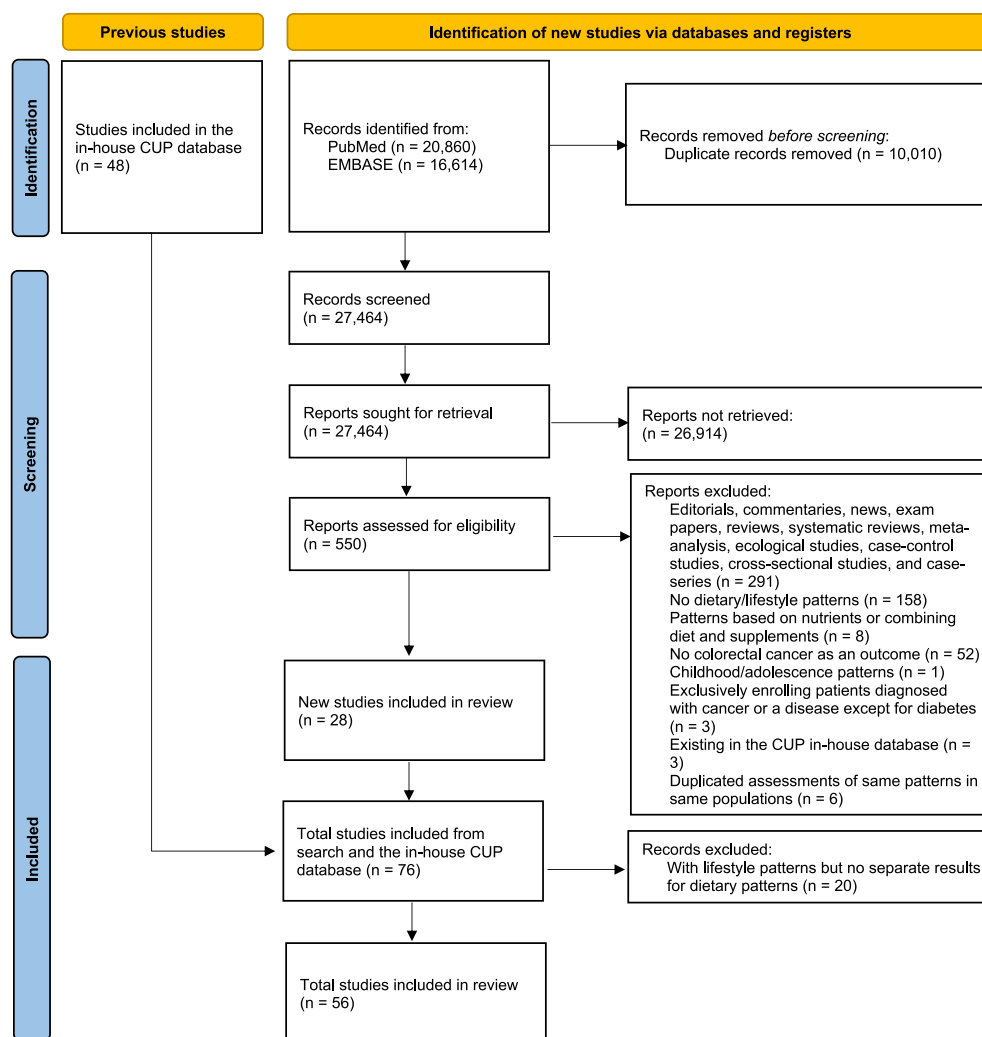 Previous studies
Identification of new studies via databases and registers
Identification
Studies included in the
in-house CUP database
(n = 48)
Records identified from:
PubMed (n = 20,860)
EMBASE (n = 16,614)
Records removed before screening:
Duplicate records removed (n = 10,010)
Screening
Records screened
(n = 27,464)
Reports sought for retrieval
(n = 27,464)
Reports not retrieved:
(n = 26,914)
Reports assessed for eligibility
(n = 550)
Reports excluded:
Editorials, commentaries, news, exam
papers, reviews, systematic reviews, meta-
analysis, ecological studies, case-control
studies, cross-sectional studies, and case-
series (n = 291)
No dietary/lifestyle patterns (n = 158)
Patterns based on nutrients or combining
diet and supplements (n = 8)
No colorectal cancer as an outcome (n = 52)
Childhood/adolescence patterns (n = 1)
Exclusively enrolling patients diagnosed
with cancer or a disease except for diabetes
(n = 3)
Existing in the CUP in-house database (n =
3)
Duplicated assessments of same patterns in
same populations (n = 6)
Included
New studies included in review
(n = 28)
Total studies included from
search and the in-house CUP
database (n = 76)
Records excluded:
With lifestyle patterns but no separate results
for dietary patterns (n = 20)
Total studies included in review
(n = 56)